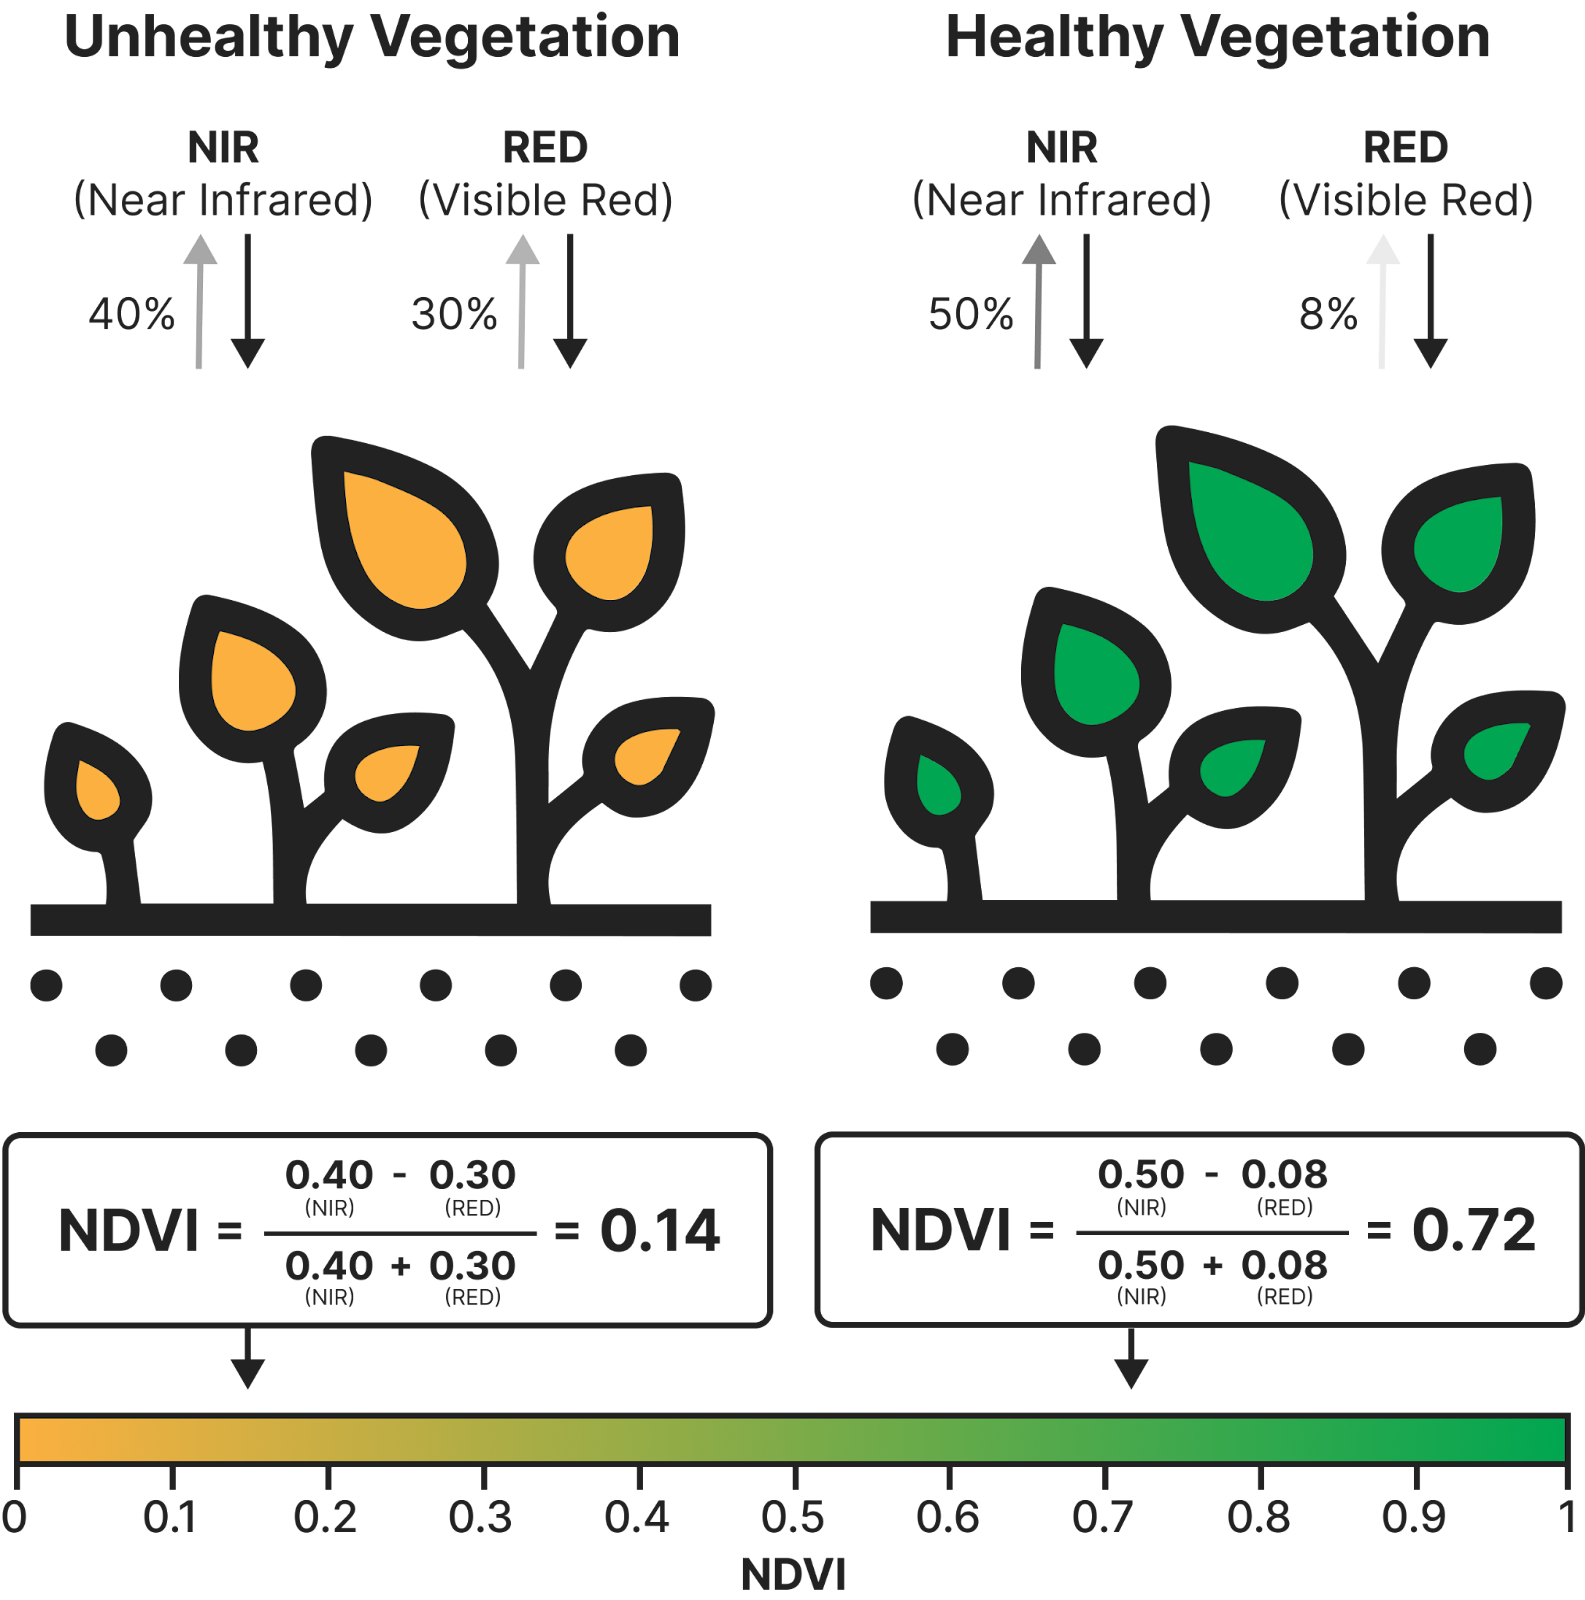 Unhealthy Vegetation
NIR
(Near Infrared)
RED
(Visible Red)
40%
30%
Healthy Vegetation
NIR
(Near Infrared)
RED
(Visible Red)
50%
8%
NDVI = 0.40 - 0.30
(NIR) (RED)
0.40 + 0.30
(NIR) (RED)
= 0.14
NDVI = 0.50 - 0.08
(NIR) (RED)
0.50 + 0.08
(NIR) (RED)
= 0.72
0 0.1 0.2 0.3 0.4 0.5 0.6 0.7 0.8 0.9 1
NDVI